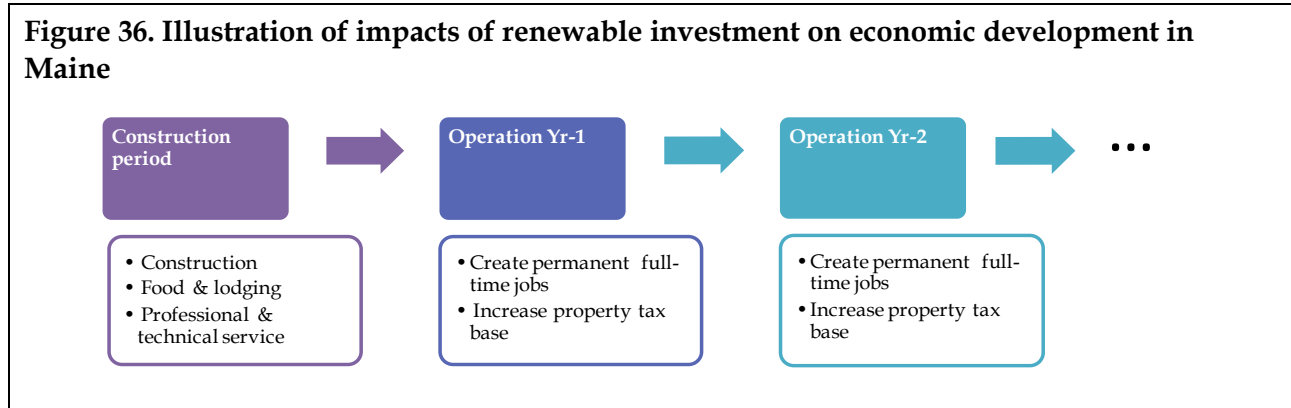 Figure 36. Illustration of impacts of renewable investment on economic development in
Maine
Construction
period
Operation Yr-1
Operation Yr-2
...
• Construction
• Food & lodging
• Professional &
technical service
• Create permanent full-
time jobs
• Increase property tax
base
• Create permanent full-
time jobs
• Increase property tax
base